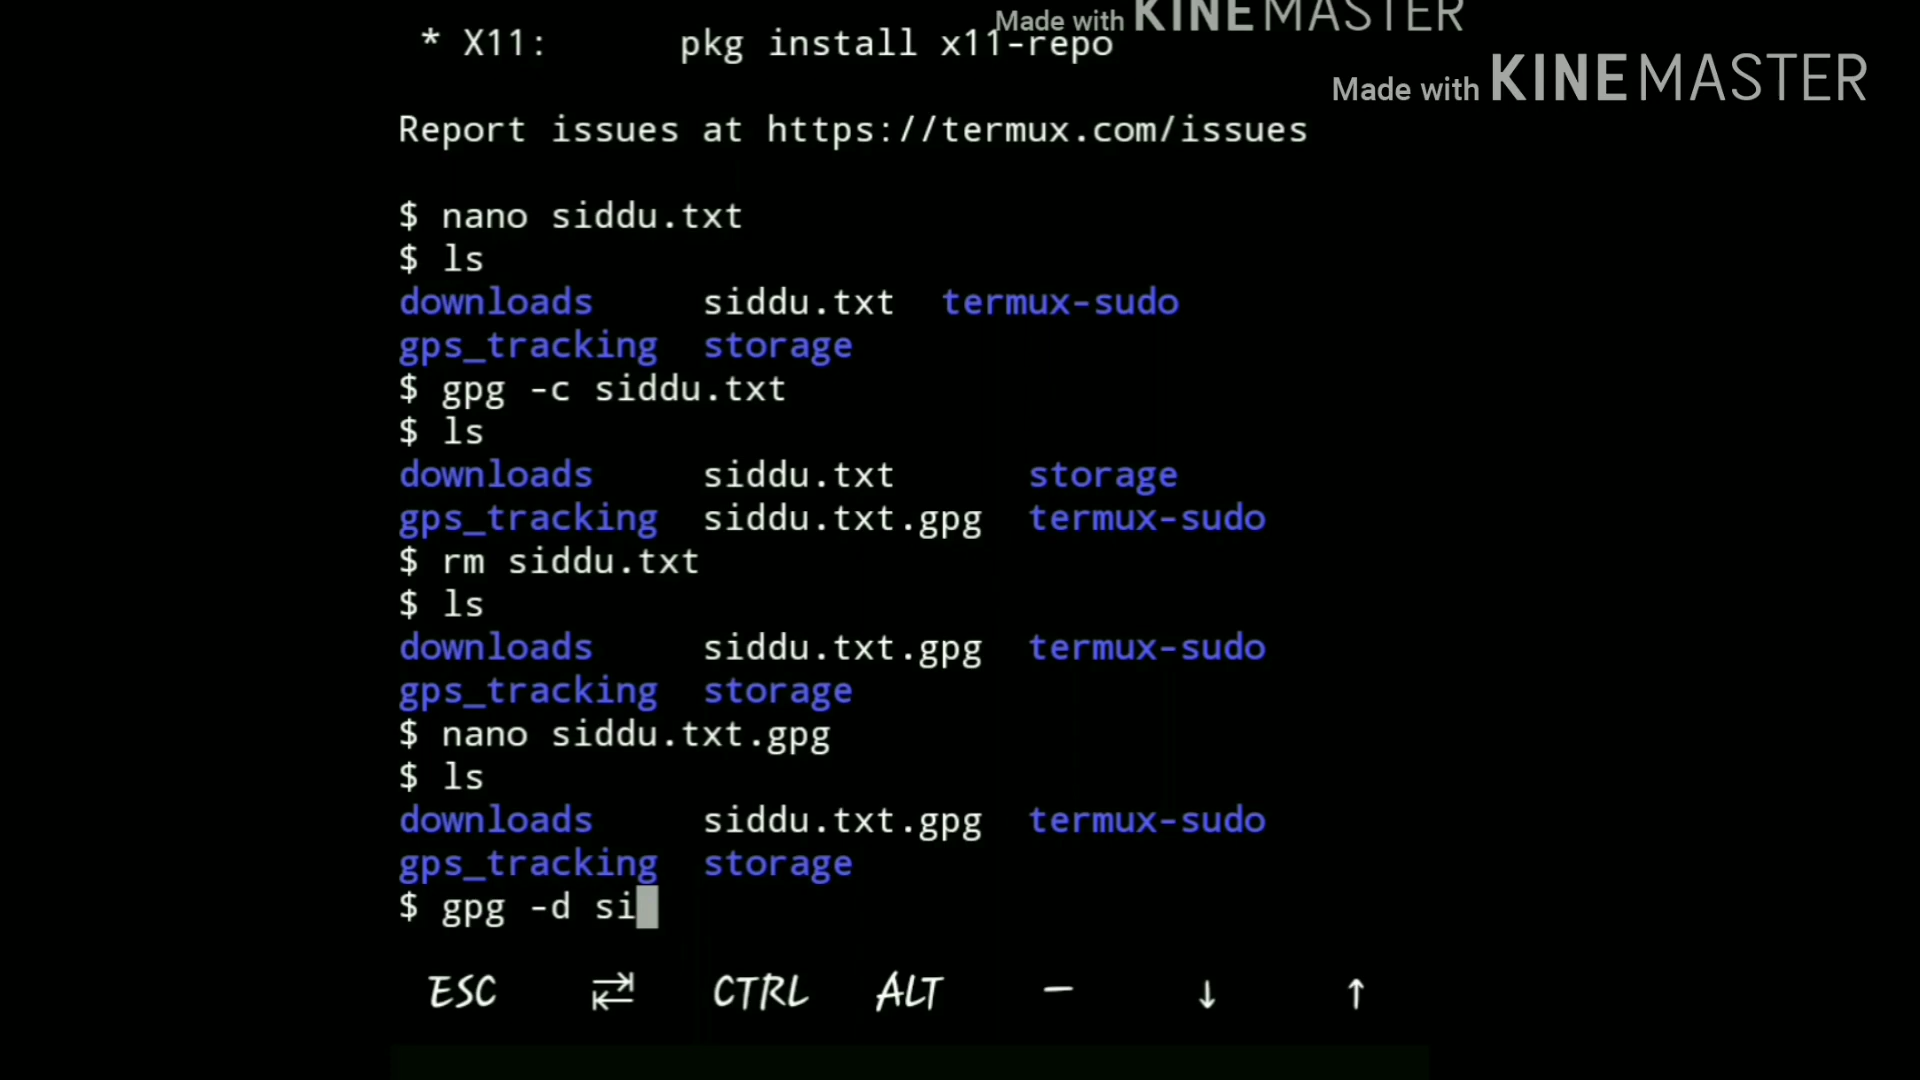 Made with KINEMASTER
* X11: pkg install x11-repo
Made with KINEMASTER
Report issues at https://termux.com/issues
$ nano siddu.txt
$ ls
downloads siddu.txt termux-sudo
gps_tracking storage
$ gpg -c siddu.txt
$ ls
downloads siddu.txt storage
gps_tracking siddu.txt.gpg termux-sudo
$ rm siddu.txt
$ ls
downloads siddu.txt.gpg termux-sudo
gps_tracking storage
$ nano siddu.txt.gpg
$ ls
downloads siddu.txt.gpg termux-sudo
gps_tracking storage
$ gpg -d si
ESC ⇄ CTRL ALT — ↓ ↑